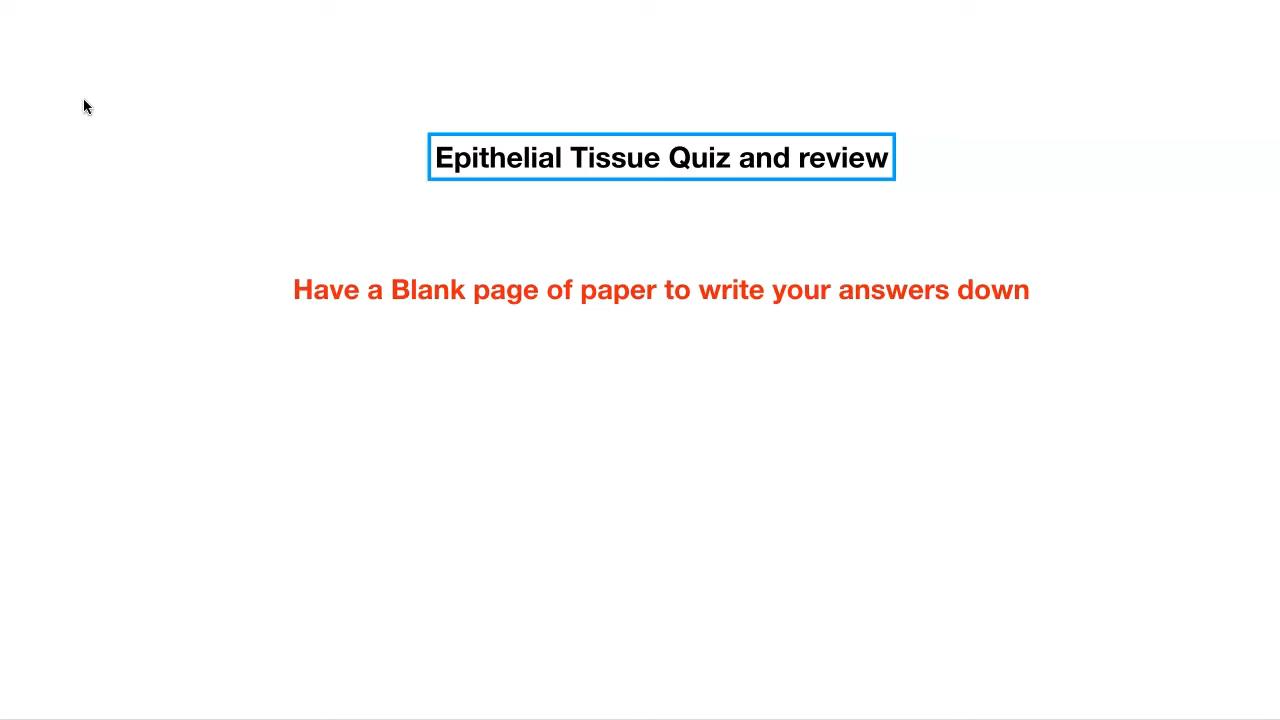 Epithelial Tissue Quiz and review
Have a Blank page of paper to write your answers down